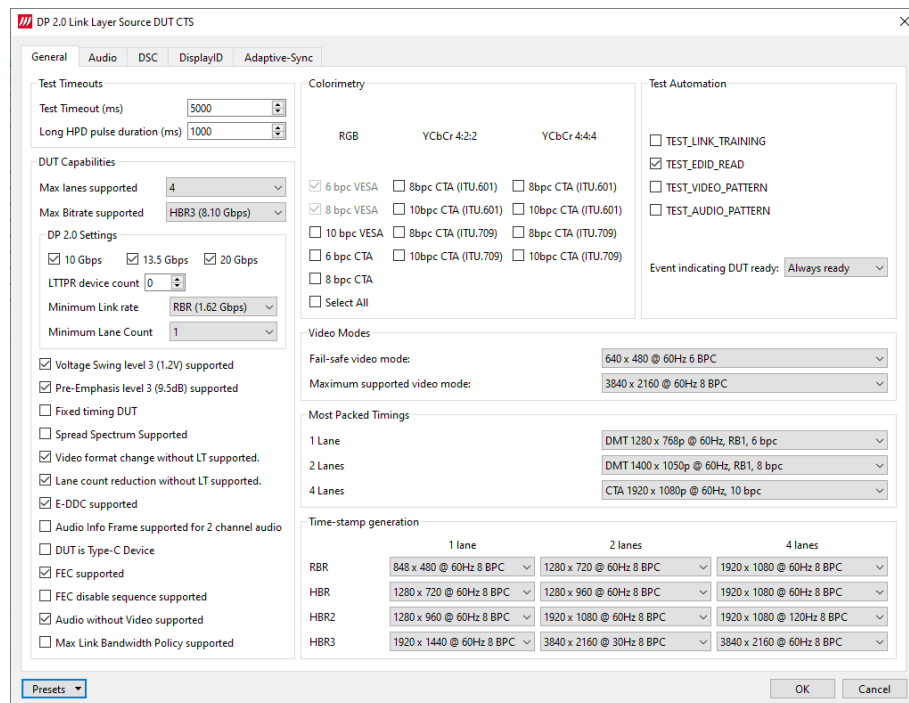 DP 2.0 Link Layer Source DUT CTS
General Audio DSC DisplayID Adaptive-Sync
Test Timeouts
Test Timeout (ms) 5000
Long HPD pulse duration (ms) 1000
DUT Capabilities
Max lanes supported 4
Max Bitrate supported HBR3 (8.10 Gbps)
DP 2.0 Settings
10 Gbps 13.5 Gbps 20 Gbps
LTTPR device count 0
Minimum Link rate RBR (1.62 Gbps)
Minimum Lane Count 1
Voltage Swing level 3 (1.2V) supported
Pre-Emphasis level 3 (9.5dB) supported
Fixed timing DUT
Spread Spectrum Supported
Video format change without LT supported.
Lane count reduction without LT supported.
E-DDC supported
Audio Info Frame supported for 2 channel audio
DUT is Type-C Device
FEC supported
FEC disable sequence supported
Audio without Video supported
Max Link Bandwidth Policy supported
Colorimetry
RGB YCbCr 4:2:2 YCbCr 4:4:4
6 bpc VESA 8bpc CTA (ITU.601) 8bpc CTA (ITU.601)
8 bpc VESA 10bpc CTA (ITU.601) 10bpc CTA (ITU.601)
10 bpc VESA 8bpc CTA (ITU.709) 8bpc CTA (ITU.709)
6 bpc CTA 10bpc CTA (ITU.709) 10bpc CTA (ITU.709)
8 bpc CTA
Select All
Test Automation
TEST_LINK_TRAINING
TEST_EDID_READ
TEST_VIDEO_PATTERN
TEST_AUDIO_PATTERN
Event indicating DUT ready: Always ready
Video Modes
Fail-safe video mode: 640 x 480 @ 60Hz 6 BPC
Maximum supported video mode: 3840 x 2160 @ 60Hz 8 BPC
Most Packed Timings
1 Lane DMT 1280 x 768p @ 60Hz, RB1, 6 bpc
2 Lanes DMT 1400 x 1050p @ 60Hz, RB1, 8 bpc
4 Lanes CTA 1920 x 1080p @ 60Hz, 10 bpc
Time-stamp generation
1 lane 2 lanes 4 lanes
RBR 848 x 480 @ 60Hz 8 BPC 1280 x 720 @ 60Hz 8 BPC 1920 x 1080 @ 60Hz 8 BPC
HBR 1280 x 720 @ 60Hz 8 BPC 1280 x 960 @ 60Hz 8 BPC 1920 x 1080 @ 60Hz 8 BPC
HBR2 1280 x 960 @ 60Hz 8 BPC 1920 x 1080 @ 60Hz 8 BPC 1920 x 1080 @ 120Hz 8 BPC
HBR3 1920 x 1440 @ 60Hz 8 BPC 3840 x 2160 @ 30Hz 8 BPC 3840 x 2160 @ 60Hz 8 BPC
Presets OK Cancel